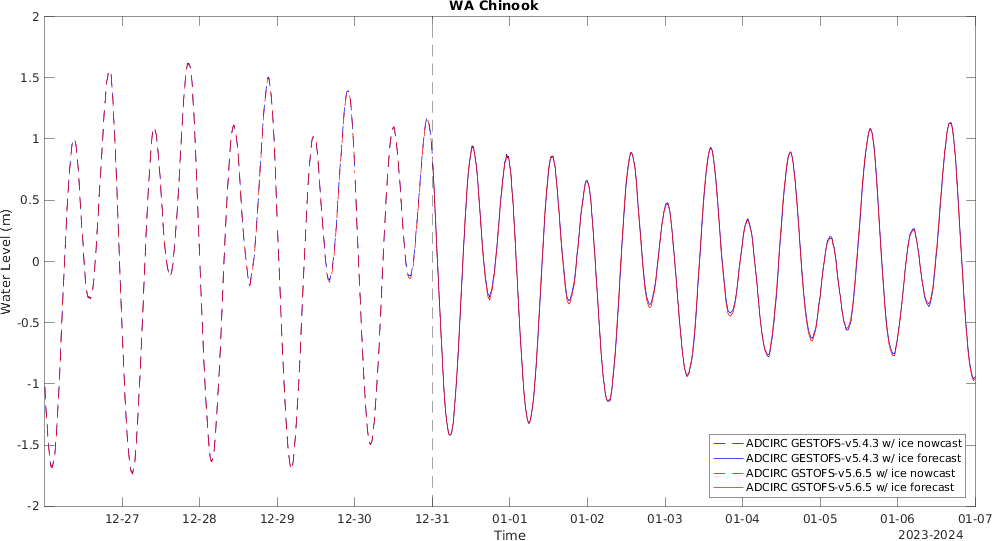 WA Chinook
2
1.5
1
0.5
0
-0.5
-1
-1.5
-2
Water Level (m)
12-27 12-28 12-29 12-30 12-31 01-01 01-02 01-03 01-04 01-05 01-06 01-07
Time
2023-2024
ADCIRC GESTOFS-v5.4.3 w/ ice nowcast
ADCIRC GESTOFS-v5.4.3 w/ ice forecast
ADCIRC GSTOFS-v5.6.5 w/ ice nowcast
ADCIRC GSTOFS-v5.6.5 w/ ice forecast